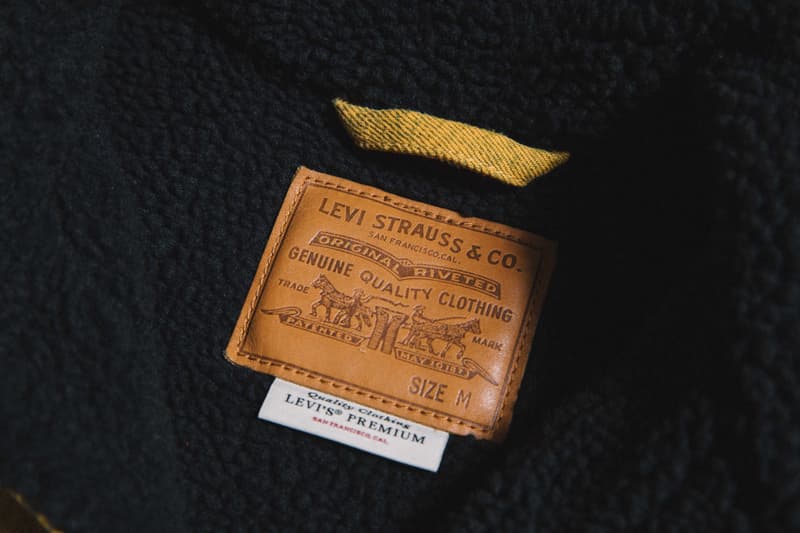 LEVI STRAUSS & CO.
SAN FRANCISCO, CAL.
ORIGINAL RIVETED
GENUINE QUALITY CLOTHING
TRADE MARK
PATENTED MAY 20 1873
SIZE M
Quality Clothing
LEVI'S® PREMIUM
SAN FRANCISCO, CAL.